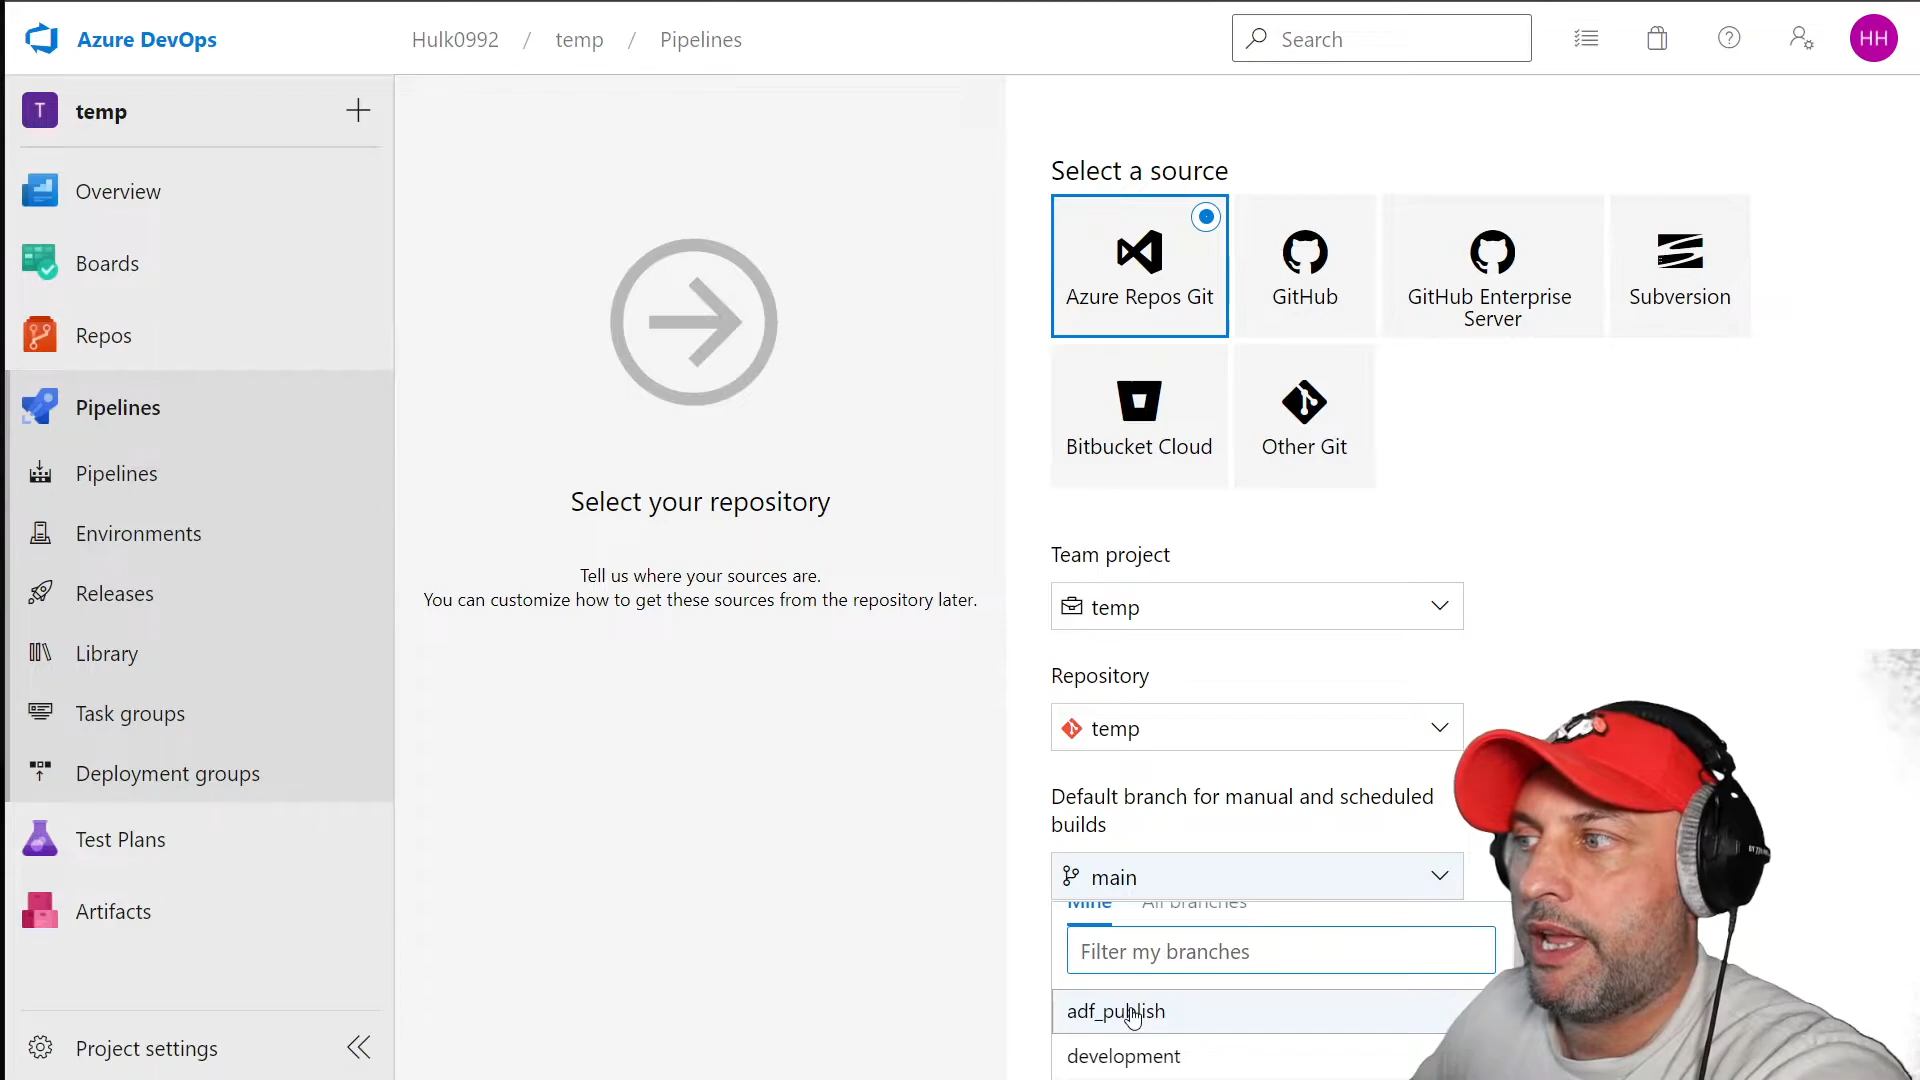 Azure DevOps
Hulk0992 / temp / Pipelines
Search
HH
T temp
Overview
Boards
Repos
Pipelines
Pipelines
Environments
Releases
Library
Task groups
Deployment groups
Test Plans
Artifacts
Project settings
Select your repository
Tell us where your sources are.
You can customize how to get these sources from the repository later.
Select a source
Azure Repos Git
GitHub
GitHub Enterprise
Server
Subversion
Bitbucket Cloud
Other Git
Team project
temp
Repository
temp
Default branch for manual and scheduled
builds
main
Mine All branches
Filter my branches
adf_publish
development